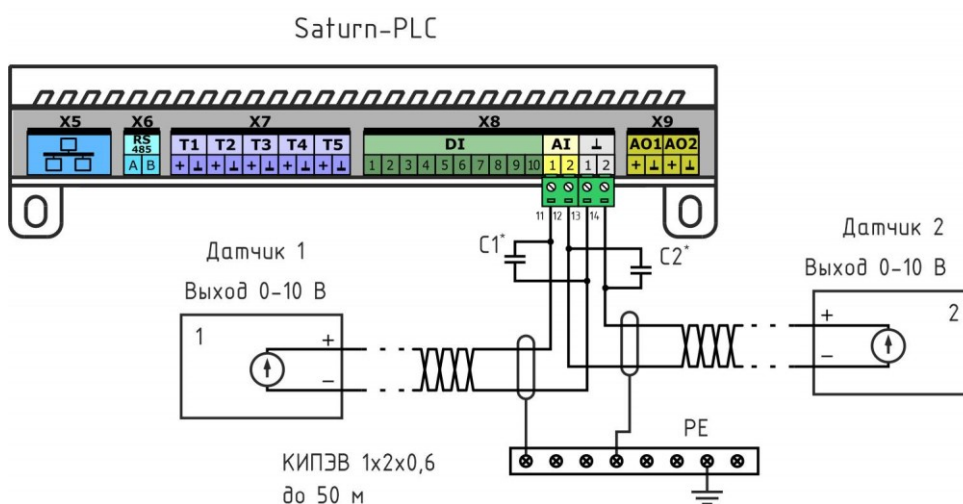 Saturn-PLC
X5 X6 X7 X8 X9
RS 485 T1 T2 T3 T4 T5 DI AI ⊥ AO1 AO2
A B + ⊥ + ⊥ + ⊥ + ⊥ + ⊥ 1 2 3 4 5 6 7 8 9 10 1 2 1 2 + ⊥ + ⊥
11 12 13 14
C1* C2*
Датчик 1
Выход 0-10 В
1 + −
Датчик 2
Выход 0-10 В
+ − 2
PE
КИПЭВ 1x2x0,6
до 50 м